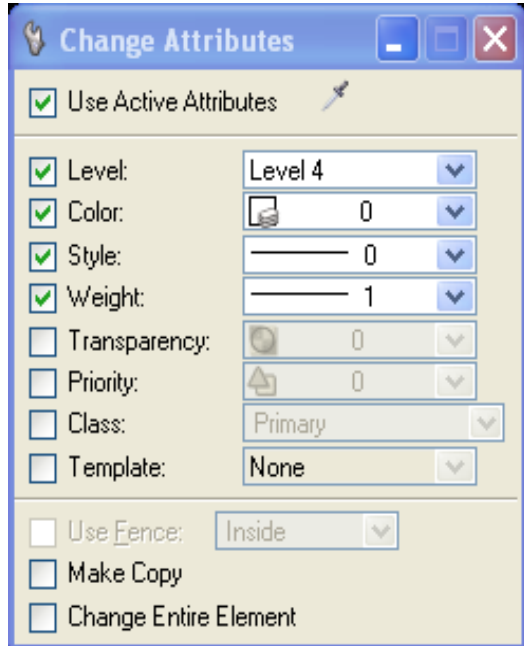 Change Attributes
Use Active Attributes
Level: Level 4
Color: 0
Style: 0
Weight: 1
Transparency: 0
Priority: 0
Class: Primary
Template: None
Use Fence: Inside
Make Copy
Change Entire Element